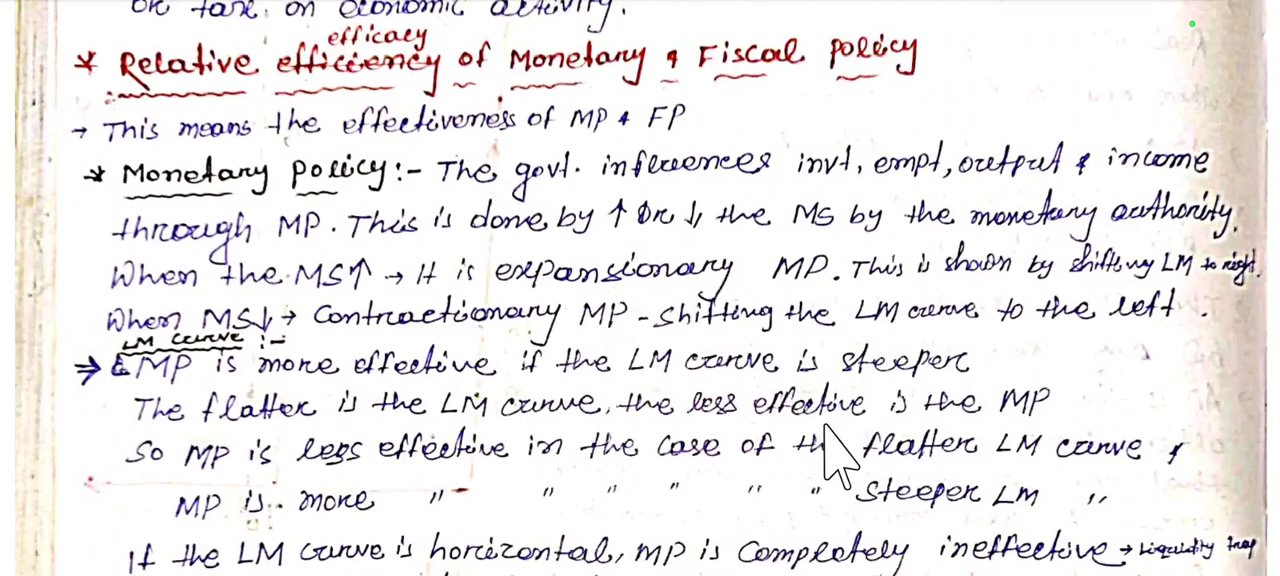 or tax. on economic activity.
efficacy
* Relative efficiency of Monetary & Fiscal policy
→ This means the effectiveness of MP & FP
* Monetary policy:- The govt. influences invt, empt, output & income
through MP. This is done by ↑ or ↓ the MS by the monetary authority.
When the MS↑ → It is expansionary MP. This is shown by shifting LM to right.
When MS↓ → Contractionary MP - shifting the LM curve to the left.
LM curve :-
⇒ MP is more effective if the LM curve is steeper
The flatter is the LM curve, the less effective is the MP
So MP is less effective in the case of the flatter LM curve &
MP is more " " " " " " steeper LM "
If the LM curve is horizontal, MP is completely ineffective → Liquidity trap